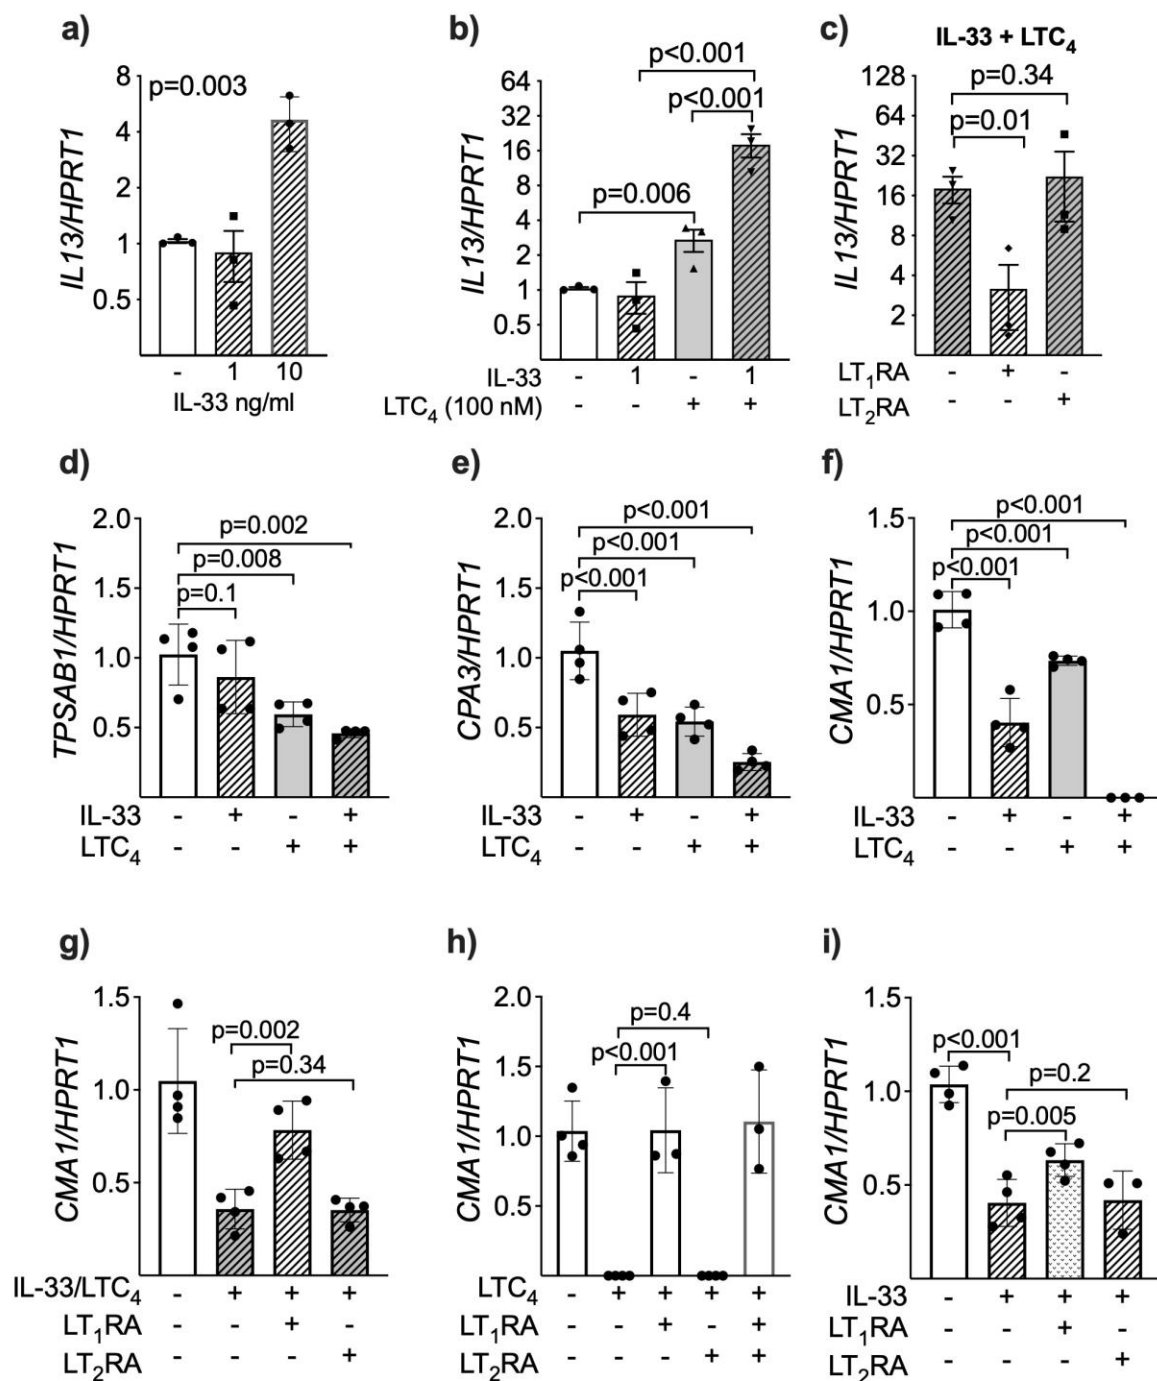 a)
IL13/HPRT1
8
4
2
1
0.5
p=0.003
- 1 10
IL-33 ng/ml
b)
IL13/HPRT1
64
32
16
8
4
2
1
0.5
p<0.001
p<0.001
p=0.006
IL-33 - 1 - 1
LTC4 (100 nM) - - + +
c)
IL-33 + LTC4
IL13/HPRT1
128
64
32
16
8
4
2
p=0.34
p=0.01
LT1RA - + -
LT2RA - - +
d)
TPSAB1/HPRT1
2.0
1.5
1.0
0.5
p=0.002
p=0.008
p=0.1
IL-33 - + - +
LTC4 - - + +
e)
CPA3/HPRT1
2.0
1.5
1.0
0.5
p<0.001
p<0.001
p<0.001
IL-33 - + - +
LTC4 - - + +
f)
CMA1/HPRT1
1.5
1.0
0.5
p<0.001
p<0.001
p<0.001
IL-33 - + - +
LTC4 - - + +
g)
CMA1/HPRT1
1.5
1.0
0.5
p=0.002
p=0.34
IL-33/LTC4 - + + +
LT1RA - - + -
LT2RA - - - +
h)
CMA1/HPRT1
2.0
1.5
1.0
0.5
p=0.4
p<0.001
LTC4 - + + + +
LT1RA - - + - +
LT2RA - - - + +
i)
CMA1/HPRT1
1.5
1.0
0.5
p<0.001
p=0.2
p=0.005
IL-33 - + + +
LT1RA - - + -
LT2RA - - - +